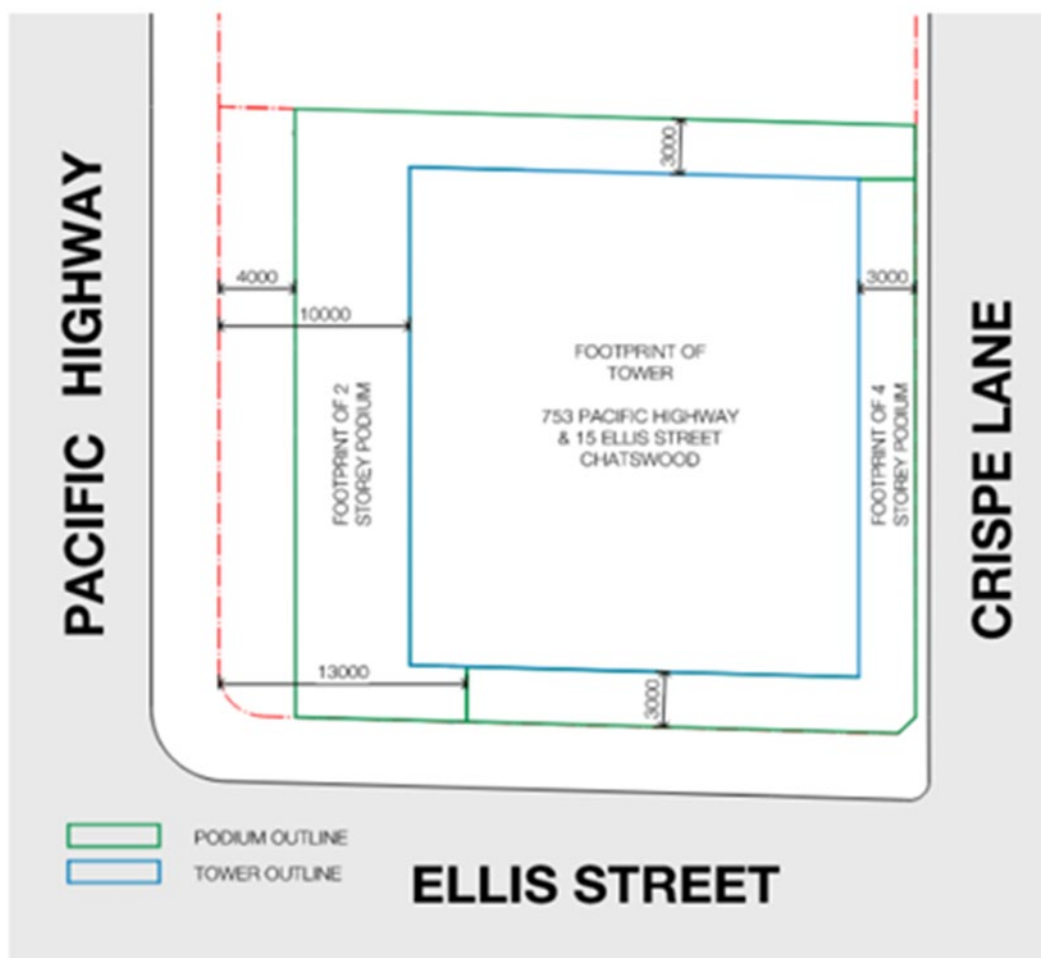 PACIFIC HIGHWAY
3000
4000
3000
10000
FOOTPRINT OF
TOWER
753 PACIFIC HIGHWAY
& 15 ELLIS STREET
CHATSWOOD
FOOTPRINT OF 2
STOREY PODIUM
FOOTPRINT OF 4
STOREY PODIUM
CRISPE LANE
13000
3000
PODIUM OUTLINE
TOWER OUTLINE
ELLIS STREET